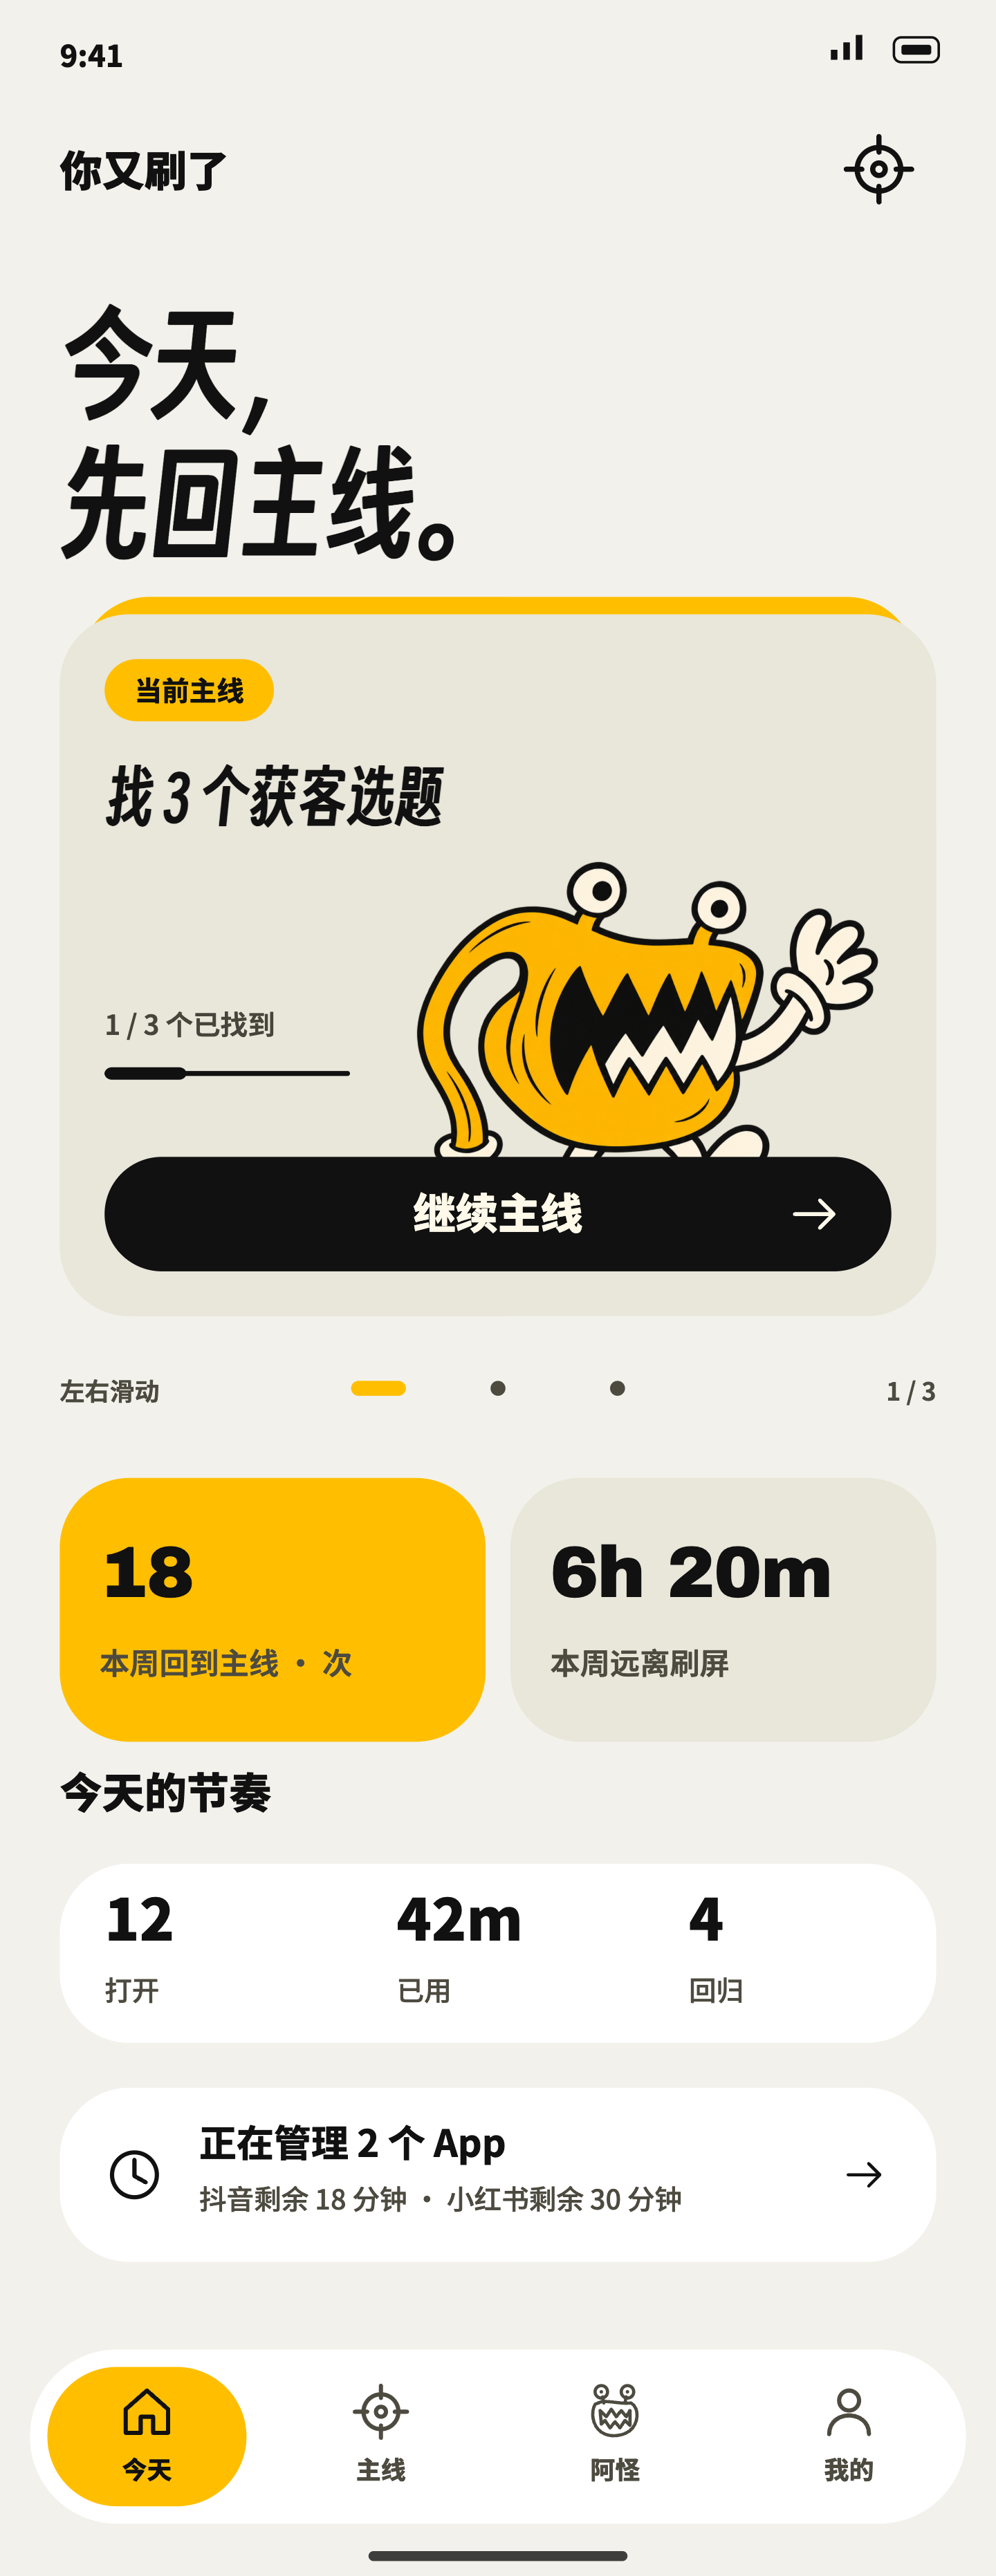 9:41
你又刷了
今天,
先回主线。
当前主线
找 3 个获客选题
1 / 3 个已找到
继续主线
左右滑动
1 / 3
18
本周回到主线 · 次
6h 20m
本周远离刷屏
今天的节奏
12
打开
42m
已用
4
回归
正在管理 2 个 App
抖音剩余 18 分钟 · 小红书剩余 30 分钟
今天
主线
阿怪
我的